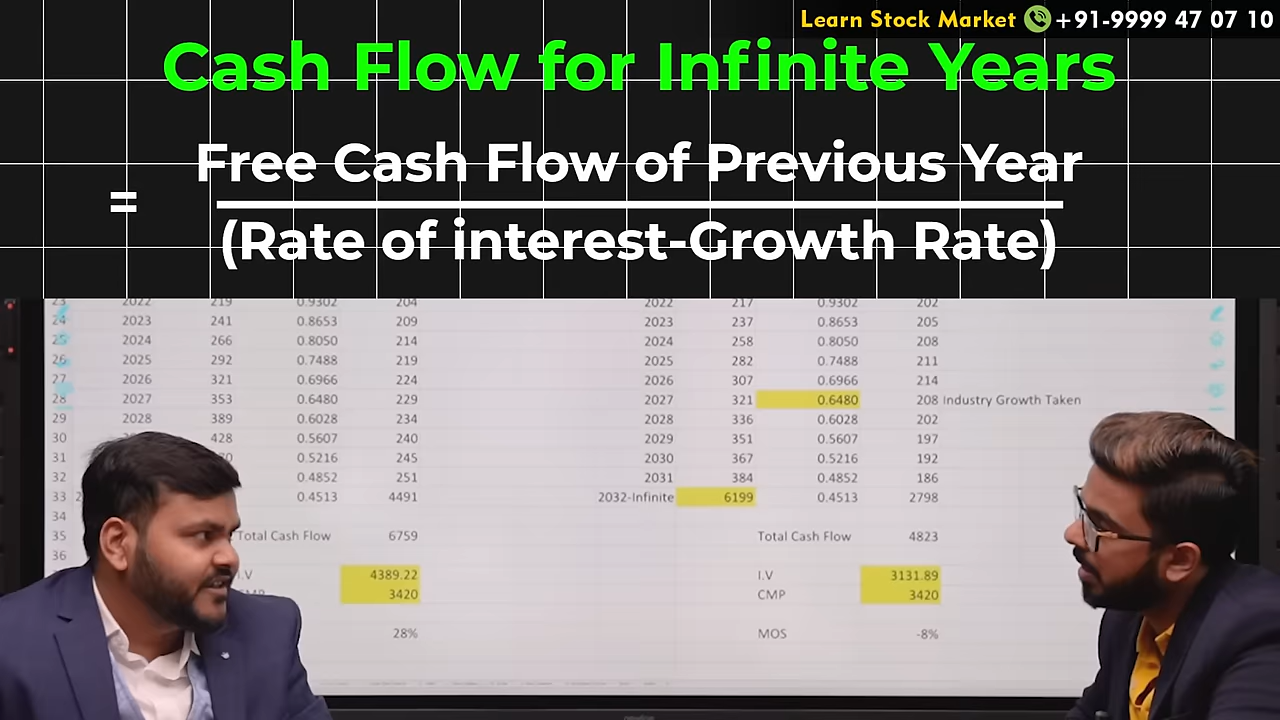 Learn Stock Market +91-9999 47 07 10
Cash Flow for Infinite Years
= Free Cash Flow of Previous Year
(Rate of interest-Growth Rate)
23 2022 219 0.9302 204 2022 217 0.9302 202
24 2023 241 0.8653 209 2023 237 0.8653 205
25 2024 266 0.8050 214 2024 258 0.8050 208
26 2025 292 0.7488 219 2025 282 0.7488 211
27 2026 321 0.6966 224 2026 307 0.6966 214
28 2027 353 0.6480 229 2027 321 0.6480 208 Industry Growth Taken
29 2028 389 0.6028 234 2028 336 0.6028 202
30 428 0.5607 240 2029 351 0.5607 197
31 0.5216 245 2030 367 0.5216 192
32 0.4852 251 2031 384 0.4852 186
33 0.4513 4491 2032-Infinite 6199 0.4513 2798
34
35 Total Cash Flow 6759 Total Cash Flow 4823
36
I.V 4389.22 I.V 3131.89
CMP 3420 CMP 3420
28% MOS -8%